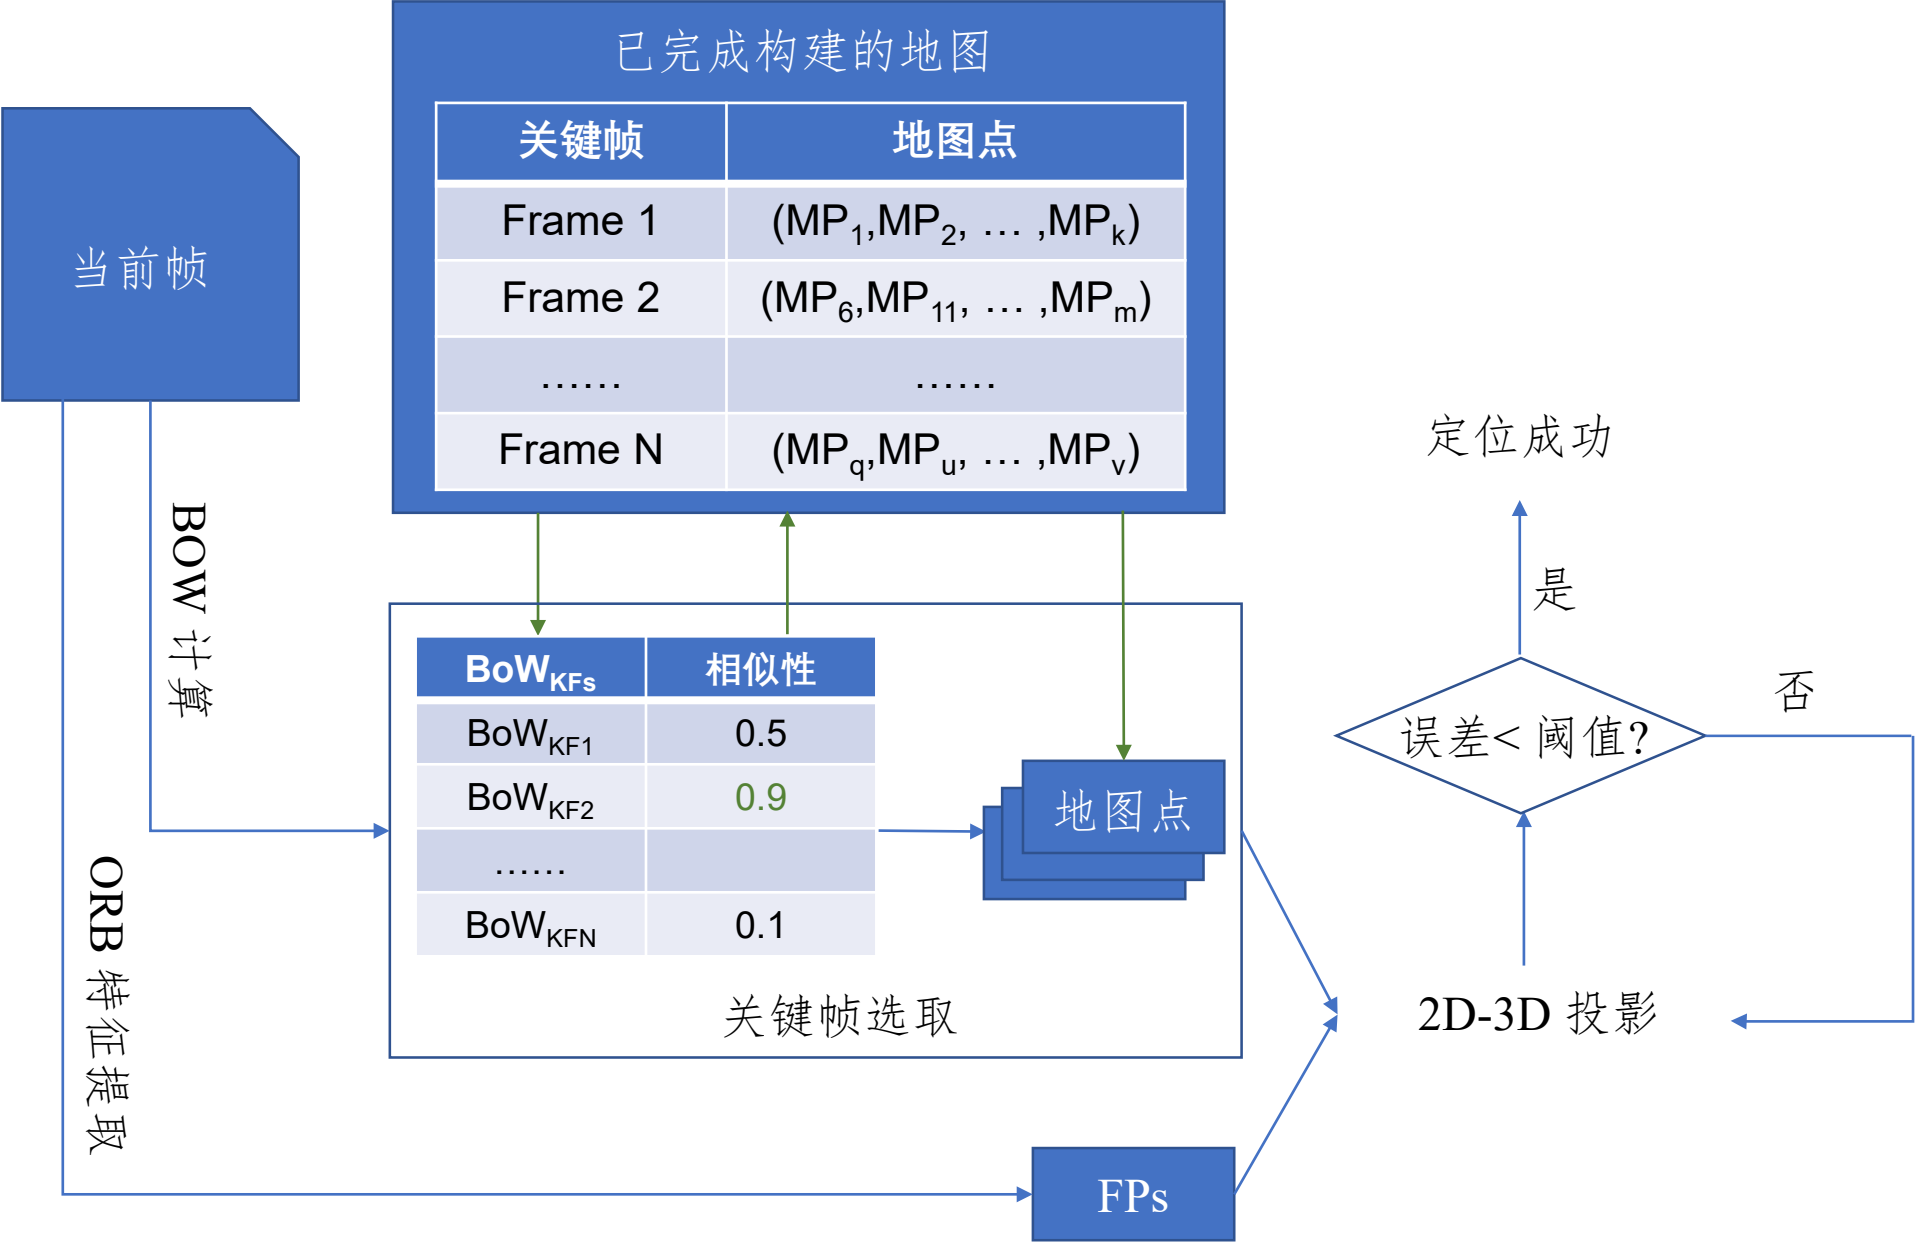 已完成构建的地图
关键帧 地图点
Frame 1 (MP1,MP2, … ,MPk)
Frame 2 (MP6,MP11, … ,MPm)
…… ……
Frame N (MPq,MPu, … ,MPv)
当前帧
BOW 计算
ORB 特征提取
BoWKFs 相似性
BoWKF1 0.5
BoWKF2 0.9
……
BoWKFN 0.1
地图点
关键帧选取
FPs
定位成功
是
误差< 阈值?
否
2D-3D 投影